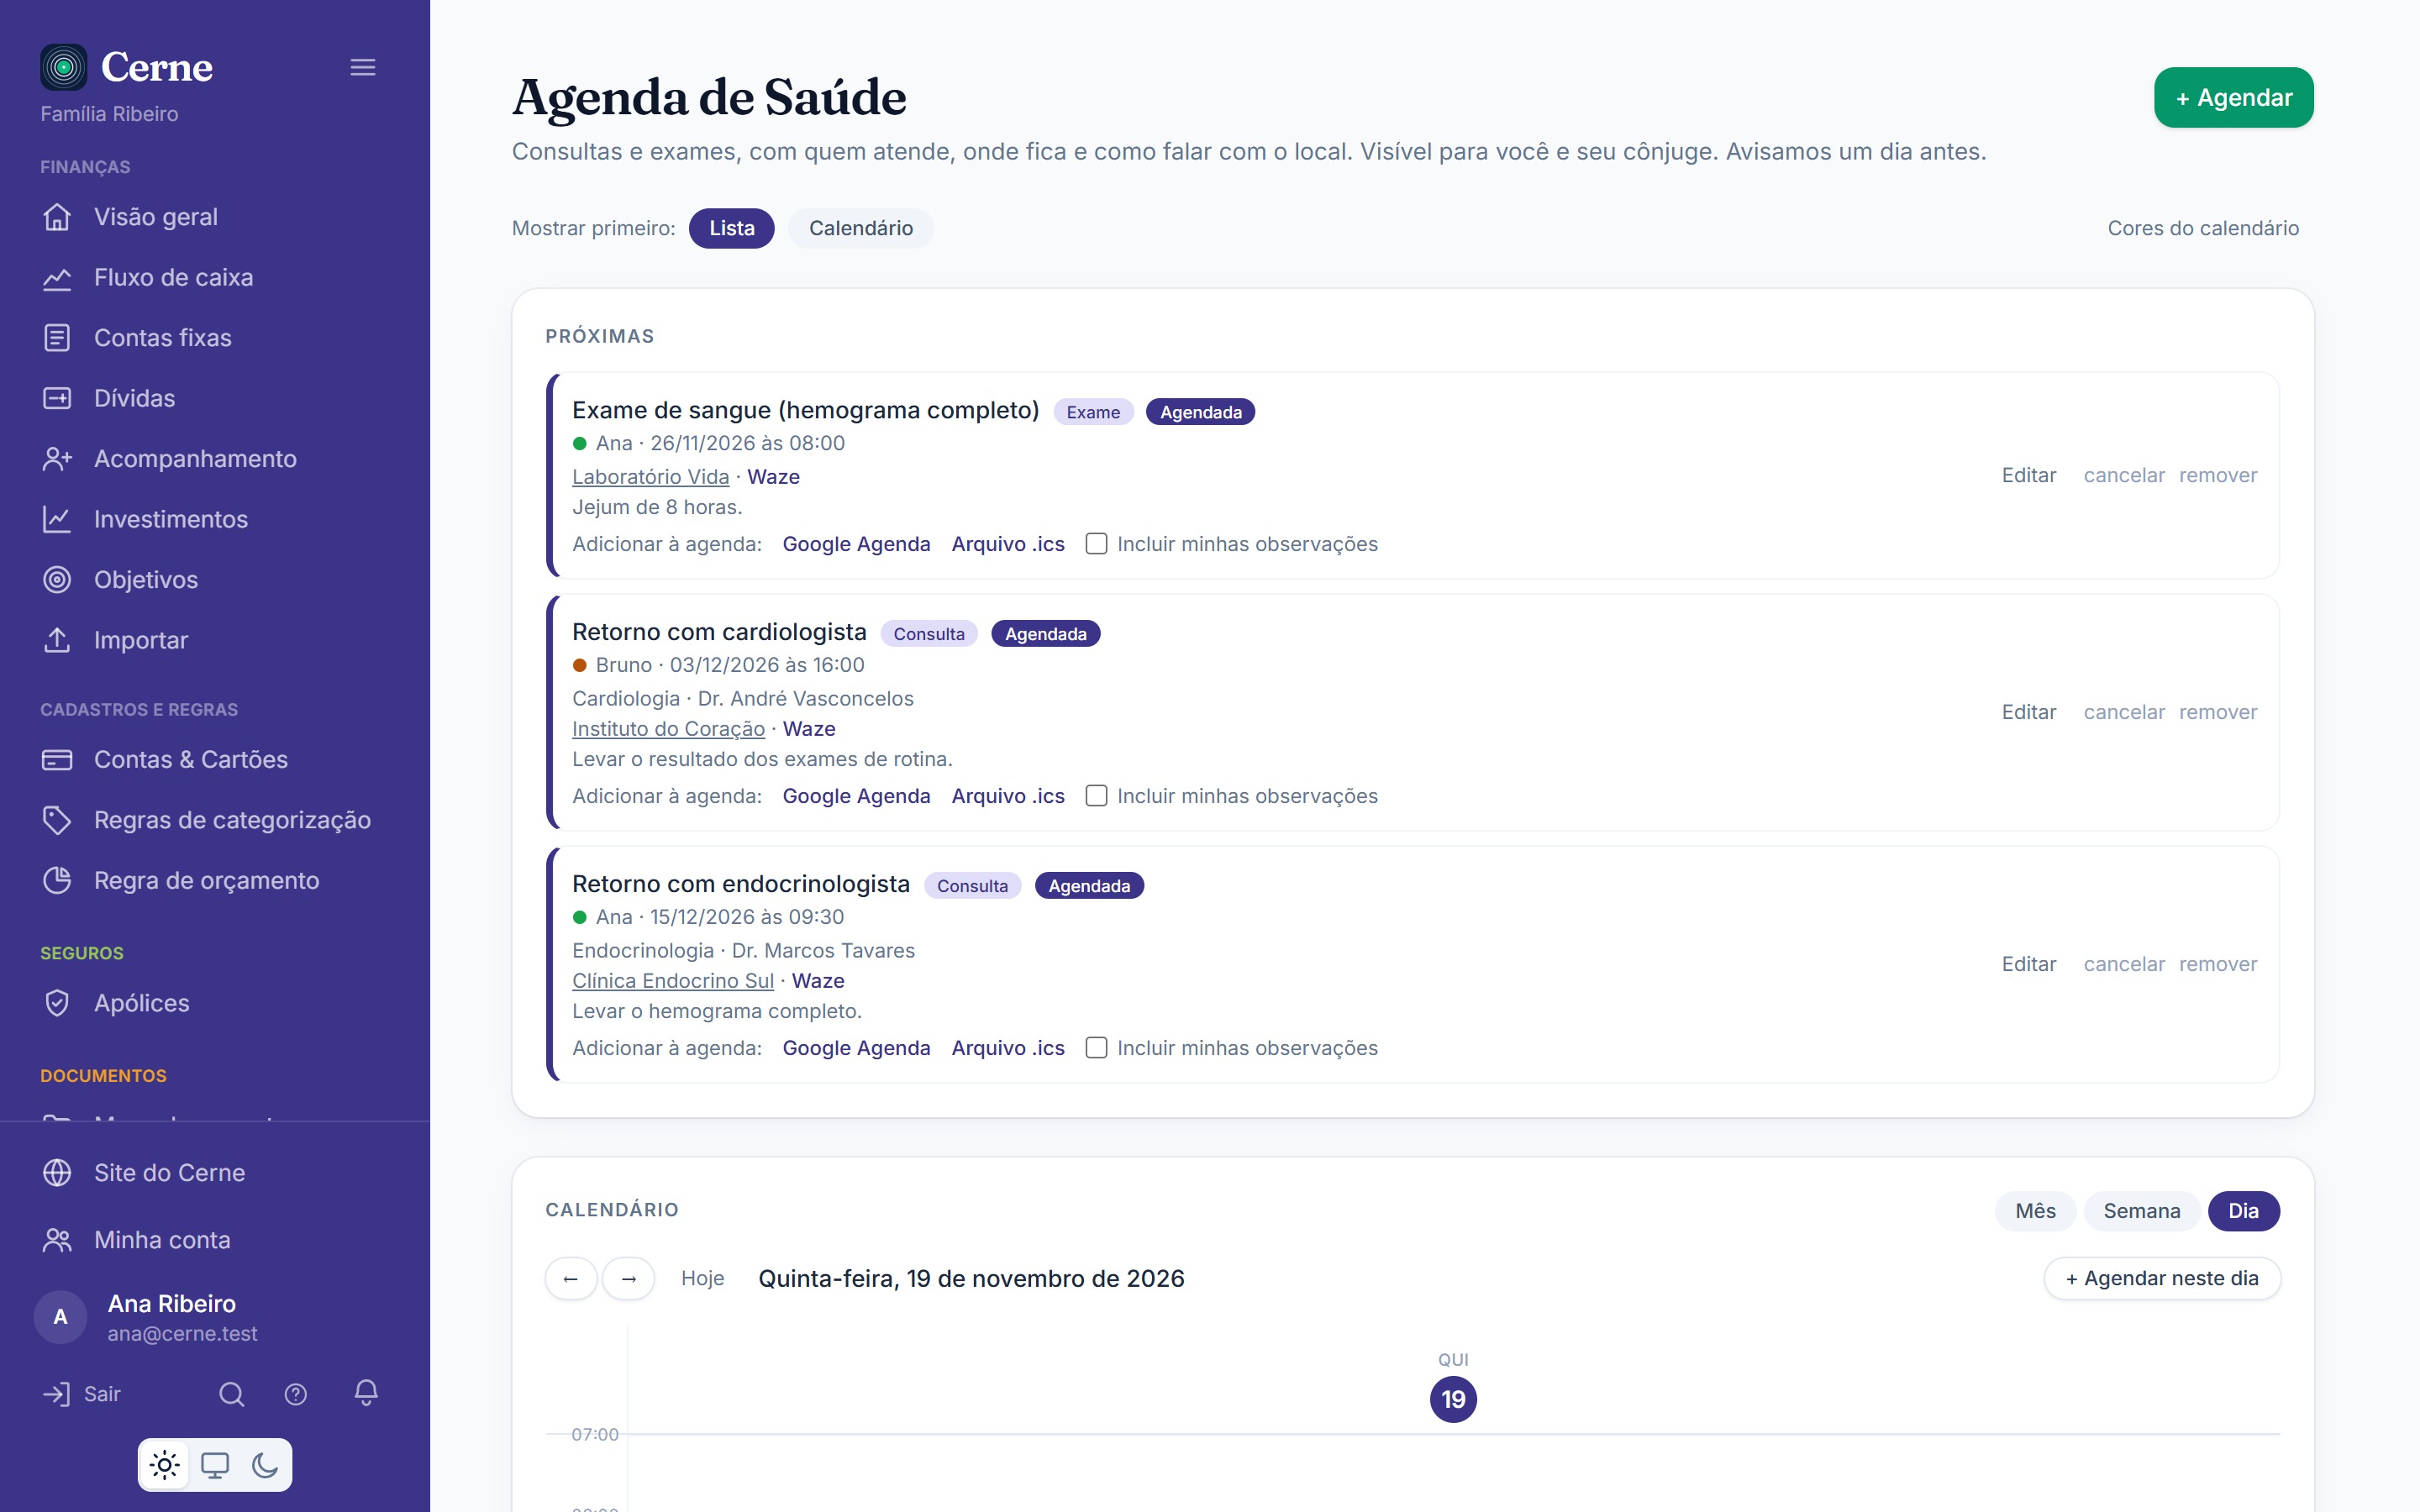 Cerne
Família Ribeiro
FINANÇAS
Visão geral
Fluxo de caixa
Contas fixas
Dívidas
Acompanhamento
Investimentos
Objetivos
Importar
CADASTROS E REGRAS
Contas & Cartões
Regras de categorização
Regra de orçamento
SEGUROS
Apólices
DOCUMENTOS
Site do Cerne
Minha conta
A
Ana Ribeiro
ana@cerne.test
Sair
Agenda de Saúde
+ Agendar
Consultas e exames, com quem atende, onde fica e como falar com o local. Visível para você e seu cônjuge. Avisamos um dia antes.
Mostrar primeiro: Lista Calendário
Cores do calendário
PRÓXIMAS
Exame de sangue (hemograma completo) Exame Agendada
Ana · 26/11/2026 às 08:00
Laboratório Vida · Waze
Jejum de 8 horas.
Adicionar à agenda: Google Agenda Arquivo .ics Incluir minhas observações
Editar cancelar remover
Retorno com cardiologista Consulta Agendada
Bruno · 03/12/2026 às 16:00
Cardiologia · Dr. André Vasconcelos
Instituto do Coração · Waze
Levar o resultado dos exames de rotina.
Adicionar à agenda: Google Agenda Arquivo .ics Incluir minhas observações
Editar cancelar remover
Retorno com endocrinologista Consulta Agendada
Ana · 15/12/2026 às 09:30
Endocrinologia · Dr. Marcos Tavares
Clínica Endocrino Sul · Waze
Levar o hemograma completo.
Adicionar à agenda: Google Agenda Arquivo .ics Incluir minhas observações
Editar cancelar remover
CALENDÁRIO
Mês Semana Dia
← → Hoje Quinta-feira, 19 de novembro de 2026
+ Agendar neste dia
QUI
19
07:00